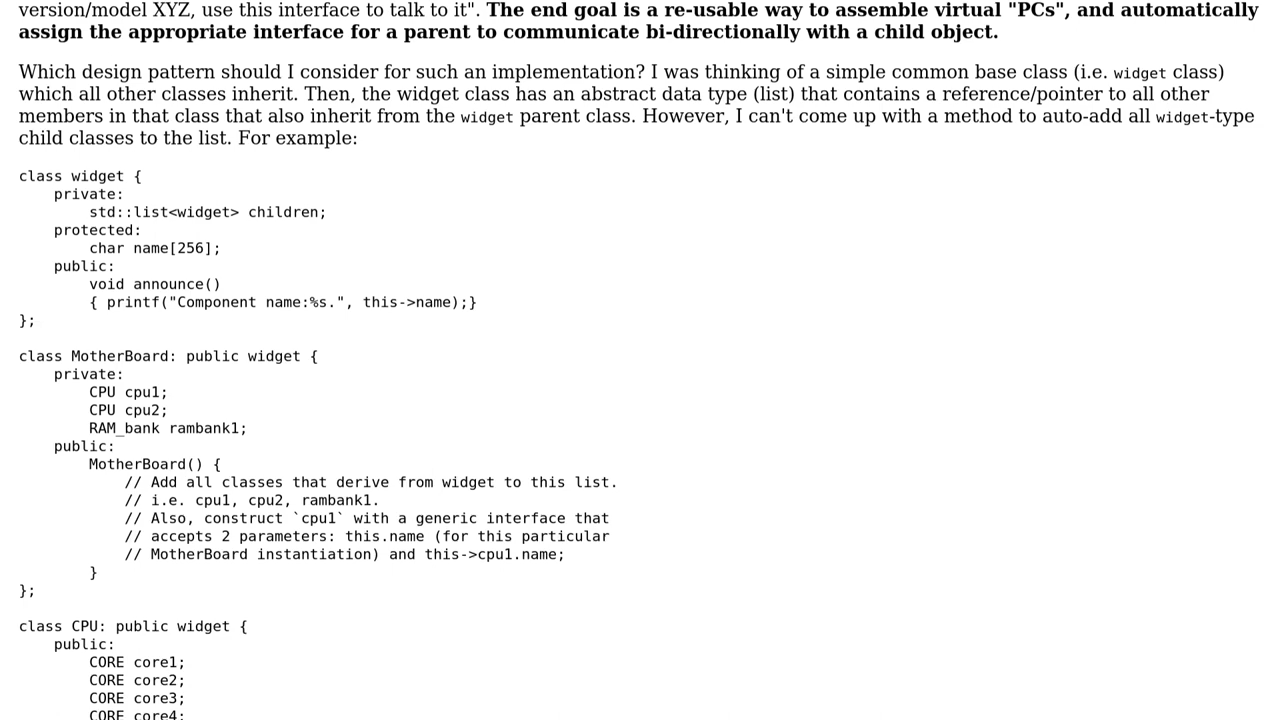 version/model XYZ, use this interface to talk to it". The end goal is a re-usable way to assemble virtual "PCs", and automatically
assign the appropriate interface for a parent to communicate bi-directionally with a child object.
Which design pattern should I consider for such an implementation? I was thinking of a simple common base class (i.e. widget class)
which all other classes inherit. Then, the widget class has an abstract data type (list) that contains a reference/pointer to all other
members in that class that also inherit from the widget parent class. However, I can't come up with a method to auto-add all widget-type
child classes to the list. For example:
class widget {
    private:
        std::list<widget> children;
    protected:
        char name[256];
    public:
        void announce()
        { printf("Component name:%s.", this->name);}
};
class MotherBoard: public widget {
    private:
        CPU cpu1;
        CPU cpu2;
        RAM_bank rambank1;
    public:
        MotherBoard() {
            // Add all classes that derive from widget to this list.
            // i.e. cpu1, cpu2, rambank1.
            // Also, construct `cpu1` with a generic interface that
            // accepts 2 parameters: this.name (for this particular
            // MotherBoard instantiation) and this->cpu1.name;
        }
};
class CPU: public widget {
    public:
        CORE core1;
        CORE core2;
        CORE core3;
        CORE core4;